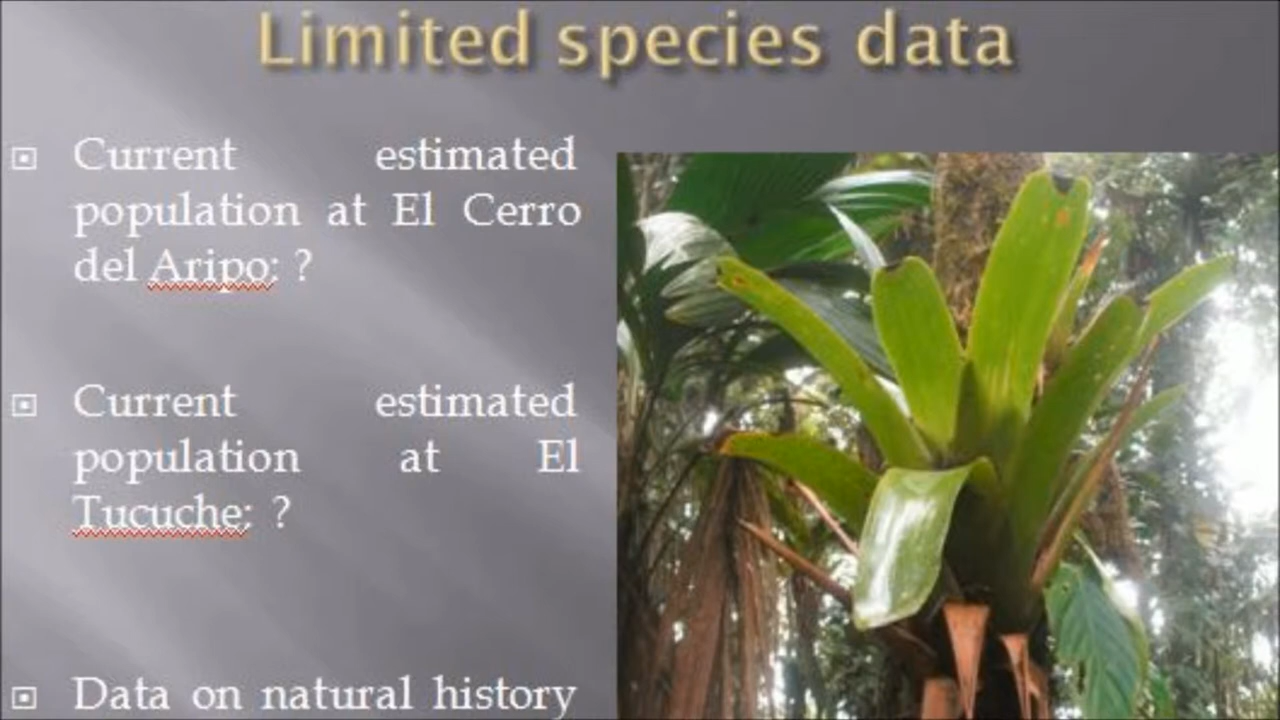 Limited species data
Current estimated
population at El Cerro
del Aripo: ?
Current estimated
population at El
Tucuche: ?
Data on natural history